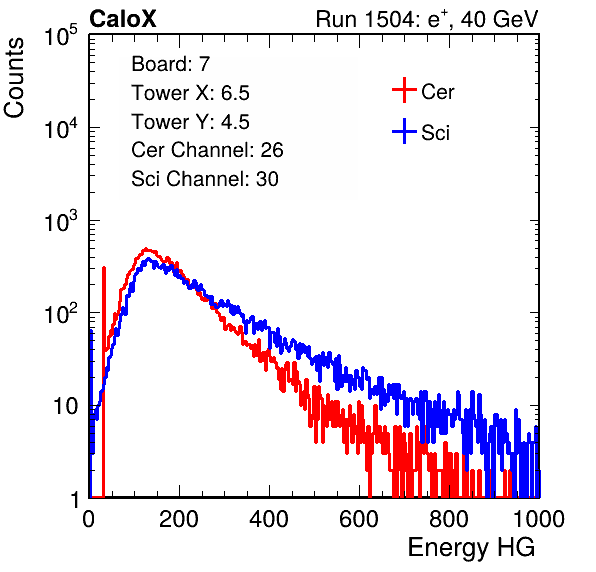 CaloX Run 1504: e⁺, 40 GeV
Counts
10⁵
10⁴
10³
10²
10
1
Board: 7
Tower X: 6.5
Tower Y: 4.5
Cer Channel: 26
Sci Channel: 30
Cer
Sci
0 200 400 600 800 1000
Energy HG